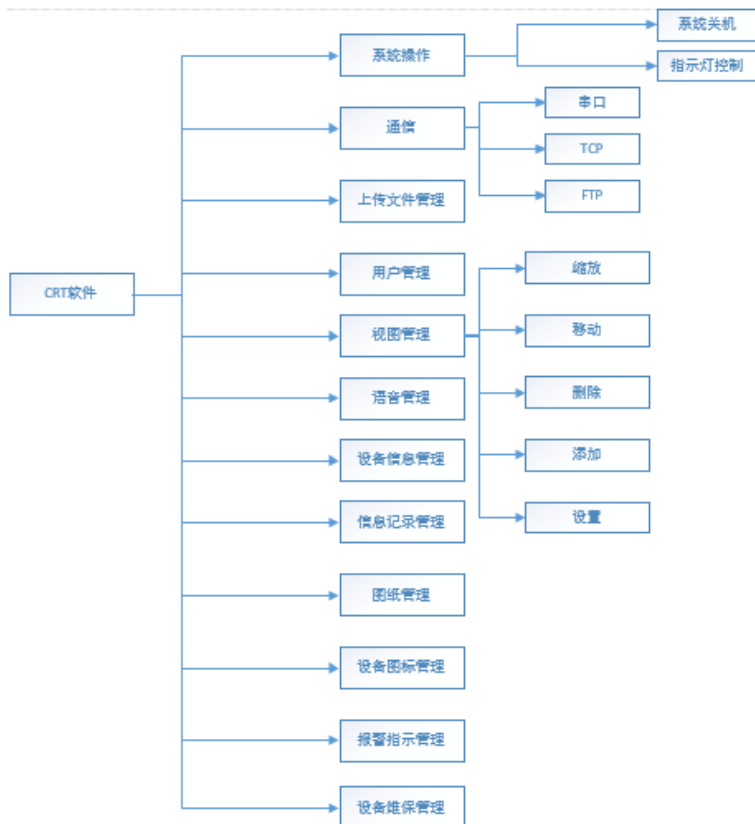 系统关机
系统操作
指示灯控制
串口
通信
TCP
FTP
上传文件管理
用户管理
缩放
CRT软件
视图管理
移动
语音管理
删除
设备信息管理
添加
信息记录管理
设置
图纸管理
设备图标管理
报警指示管理
设备维保管理